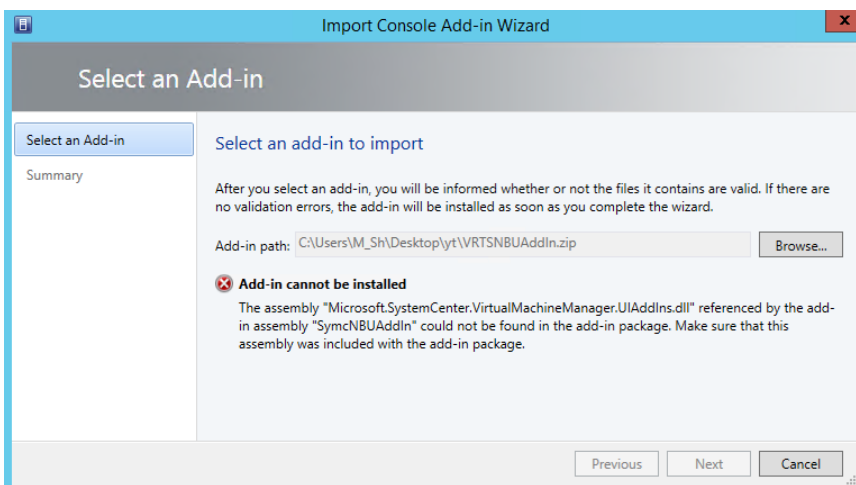 Import Console Add-in Wizard
x
Select an Add-in
Select an Add-in
Summary
Select an add-in to import
After you select an add-in, you will be informed whether or not the files it contains are valid. If there are
no validation errors, the add-in will be installed as soon as you complete the wizard.
Add-in path: C:\Users\M_Sh\Desktop\yt\VRTSNBUAddIn.zip Browse...
Add-in cannot be installed
The assembly "Microsoft.SystemCenter.VirtualMachineManager.UIAddIns.dll" referenced by the add-
in assembly "SymcNBUAddIn" could not be found in the add-in package. Make sure that this
assembly was included with the add-in package.
Previous Next Cancel